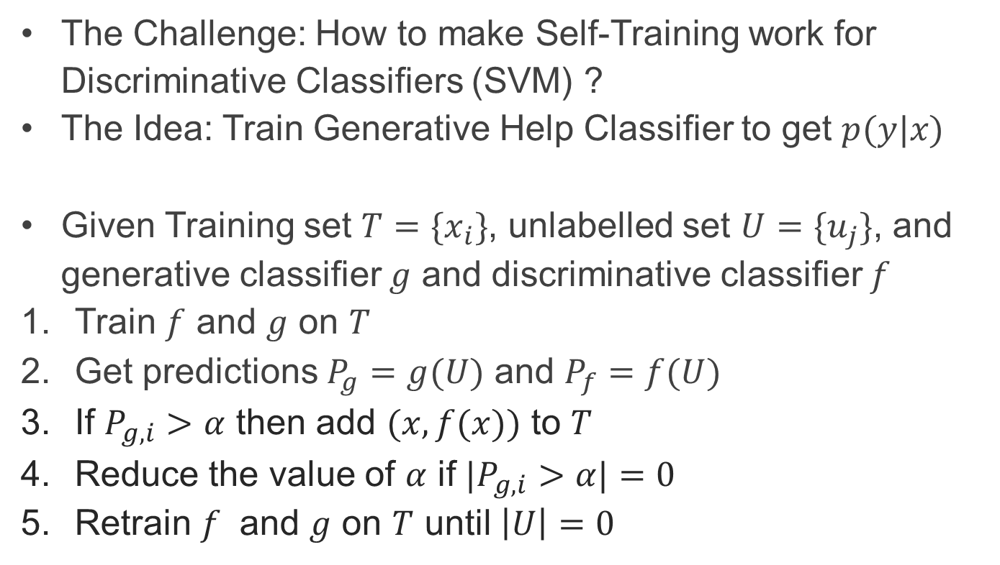 • The Challenge: How to make Self-Training work for
Discriminative Classifiers (SVM) ?
• The Idea: Train Generative Help Classifier to get p(y|x)
• Given Training set T = {x_i}, unlabelled set U = {u_j}, and
generative classifier g and discriminative classifier f
1. Train f and g on T
2. Get predictions P_g = g(U) and P_f = f(U)
3. If P_{g,i} > α then add (x, f(x)) to T
4. Reduce the value of α if |P_{g,i} > α| = 0
5. Retrain f and g on T until |U| = 0